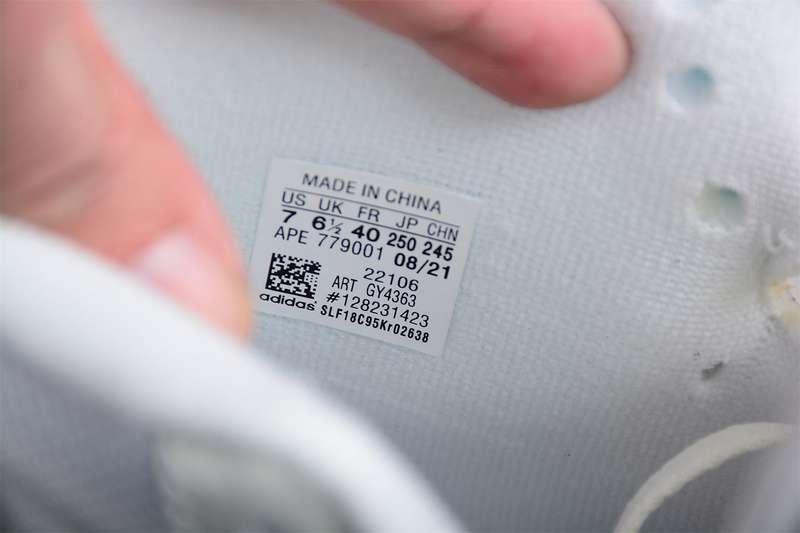 MADE IN CHINA
US UK FR JP CHN
7 6½ 40 250 245
APE 779001 08/21
22106
ART GY4363
#128231423
adidas SLF18C95Kr02638